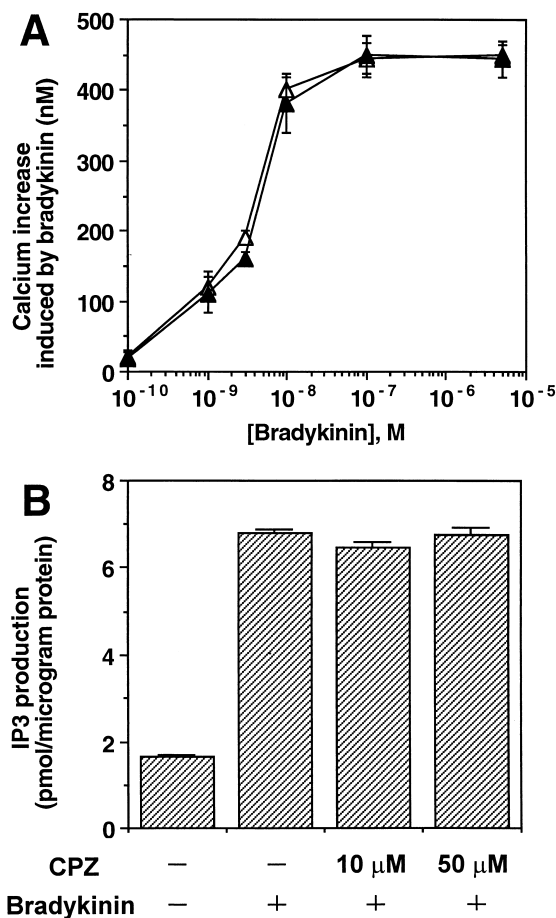 A
Calcium increase
induced by bradykinin (nM)
500
400
300
200
100
0
10⁻¹⁰ 10⁻⁹ 10⁻⁸ 10⁻⁷ 10⁻⁶ 10⁻⁵
[Bradykinin], M
B
IP3 production
(pmol/microgram protein)
8
6
4
2
0
CPZ − − 10 μM 50 μM
Bradykinin − + + +